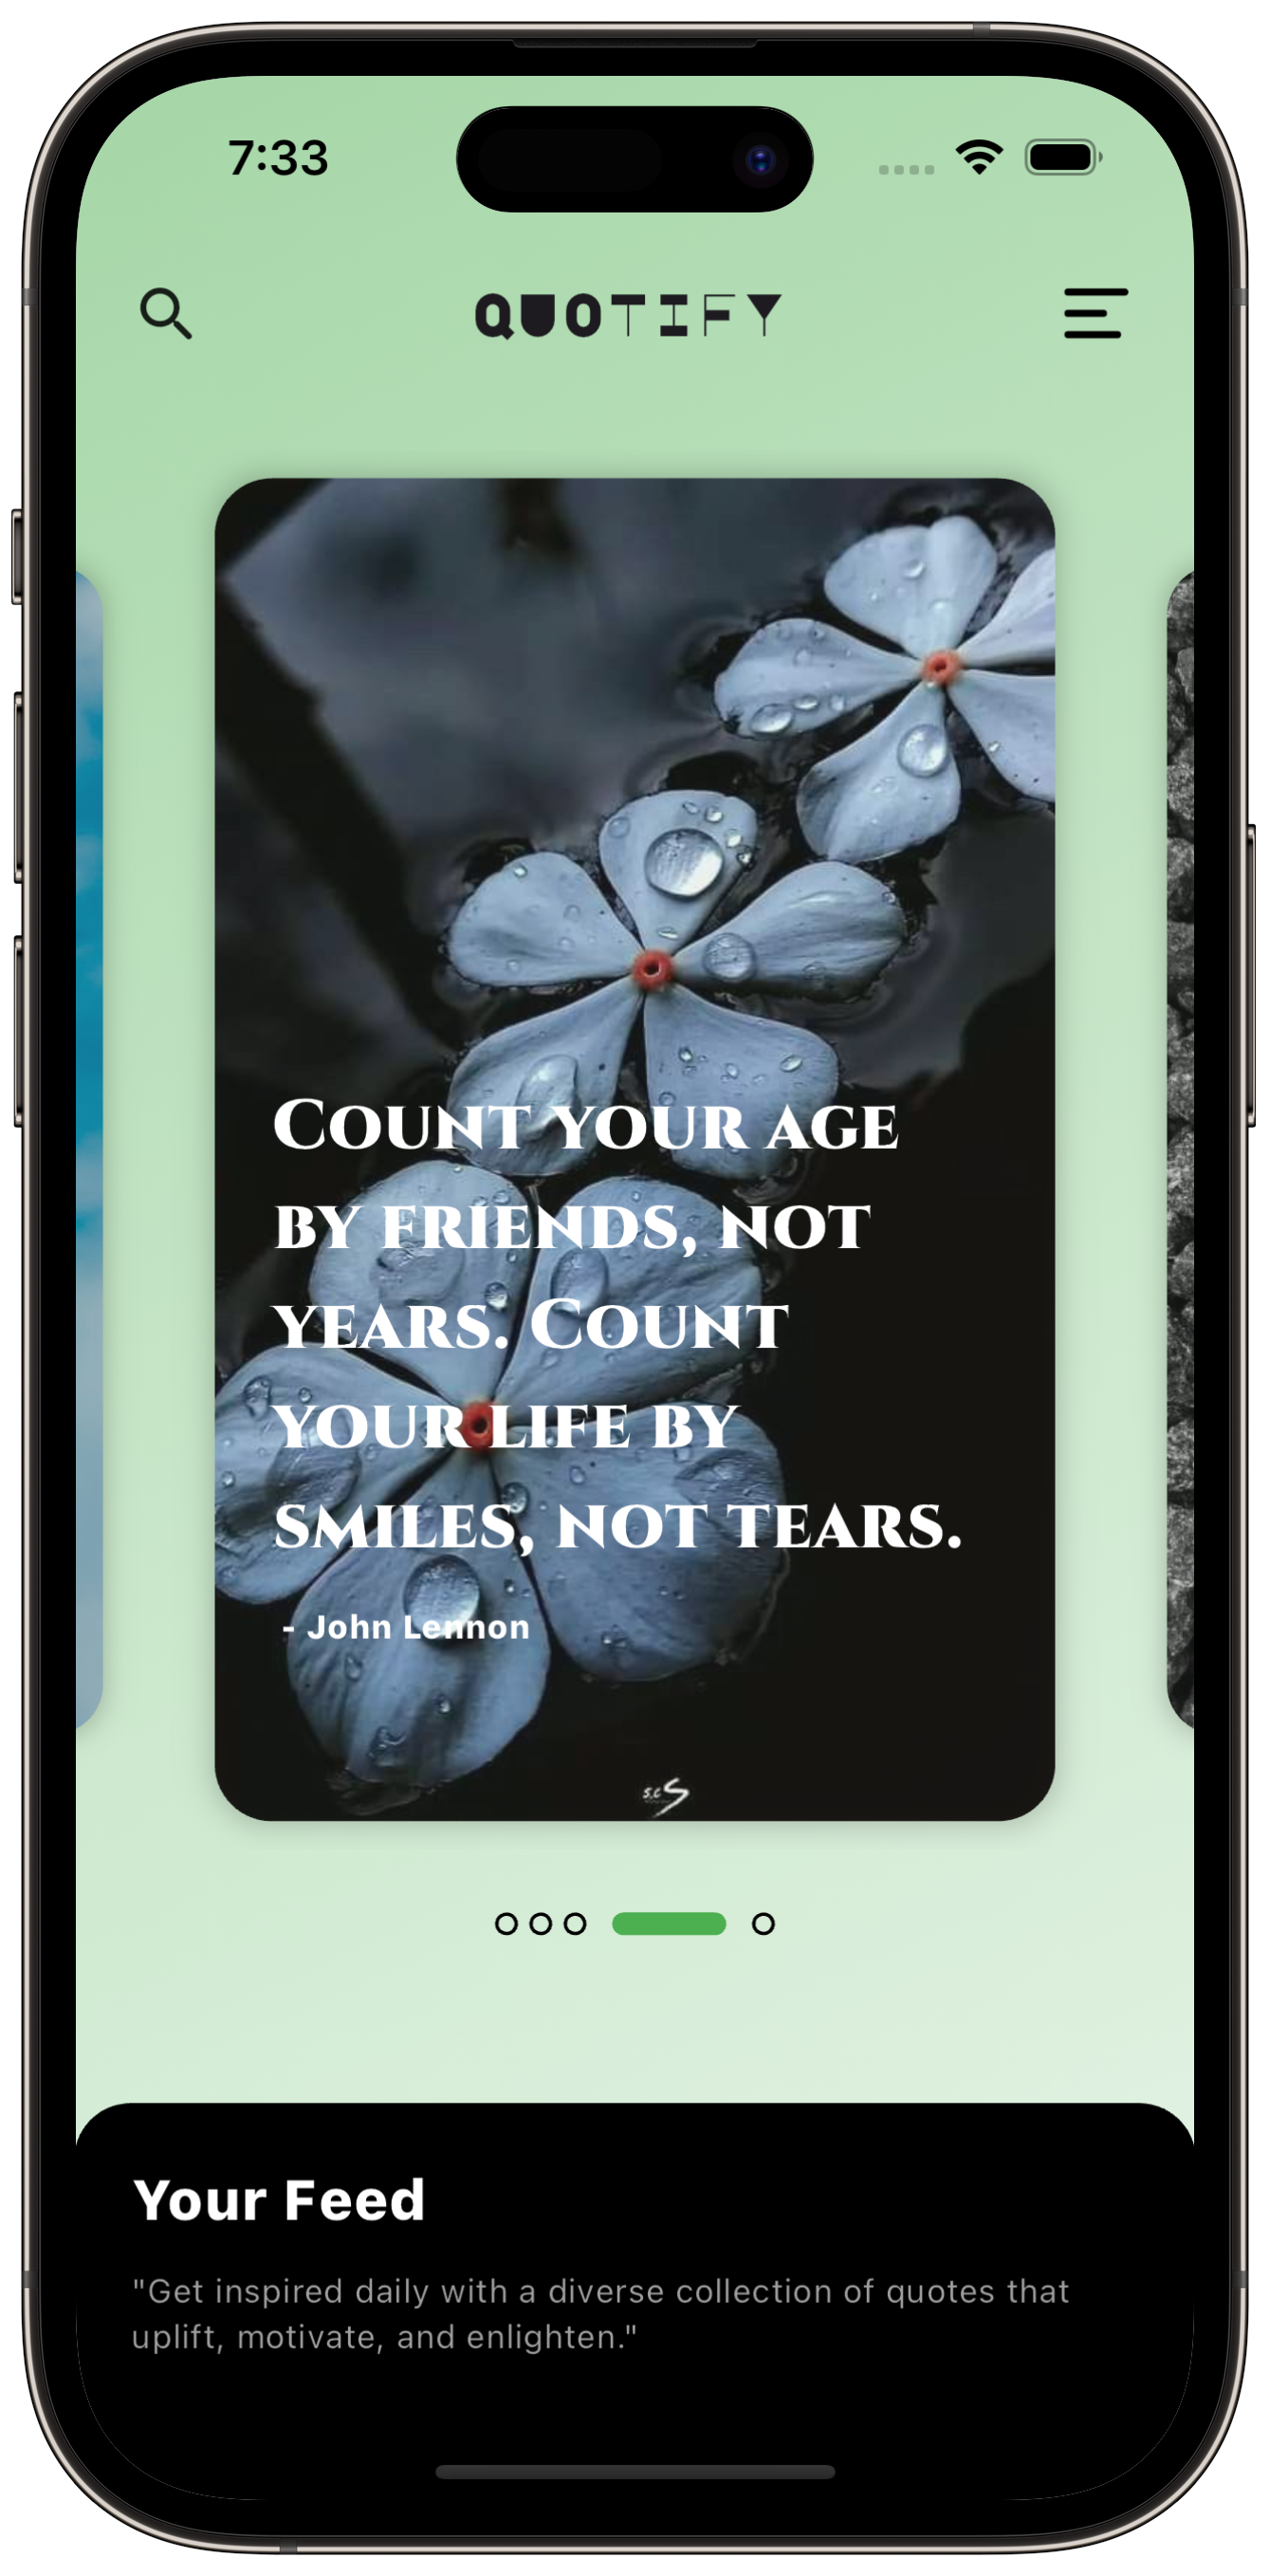 7:33
QUOTIFY
Count your age
by friends, not
years. Count
your life by
smiles, not tears.
- John Lennon
s.c S
Your Feed
"Get inspired daily with a diverse collection of quotes that
uplift, motivate, and enlighten."